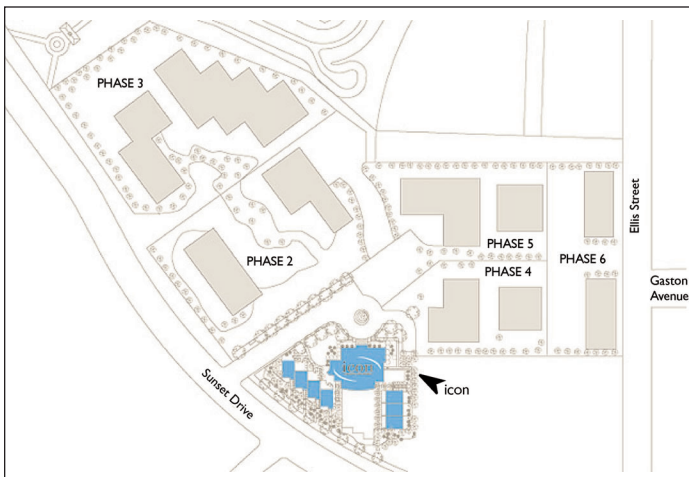 PHASE 3
Ellis Street
PHASE 5
PHASE 2
PHASE 6
PHASE 4
Gaston
Avenue
Sunset Drive
icon